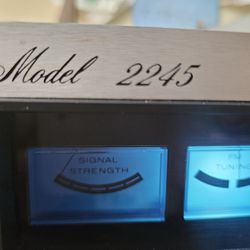 Model 2245
SIGNAL
STRENGTH
FM
TUNING